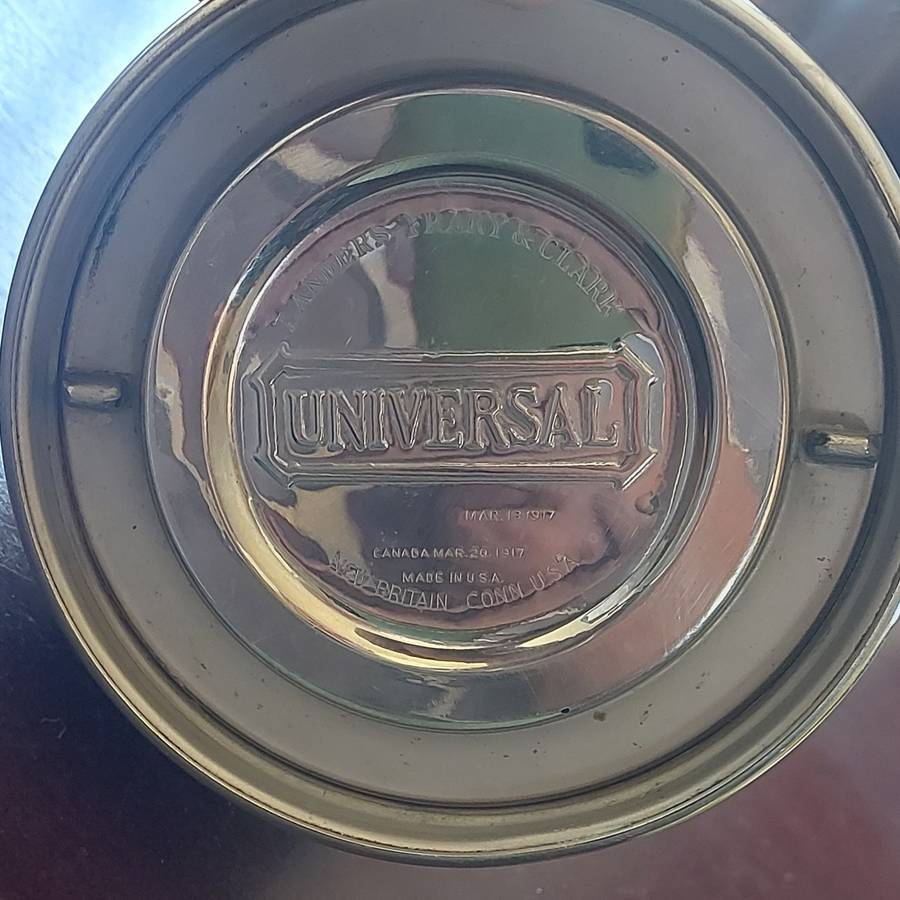 LANDERS FRARY & CLARK
UNIVERSAL
MAR. 13 1917
CANADA MAR. 20. 1917
MADE IN U.S.A.
NEW BRITAIN CONN U.S.A.